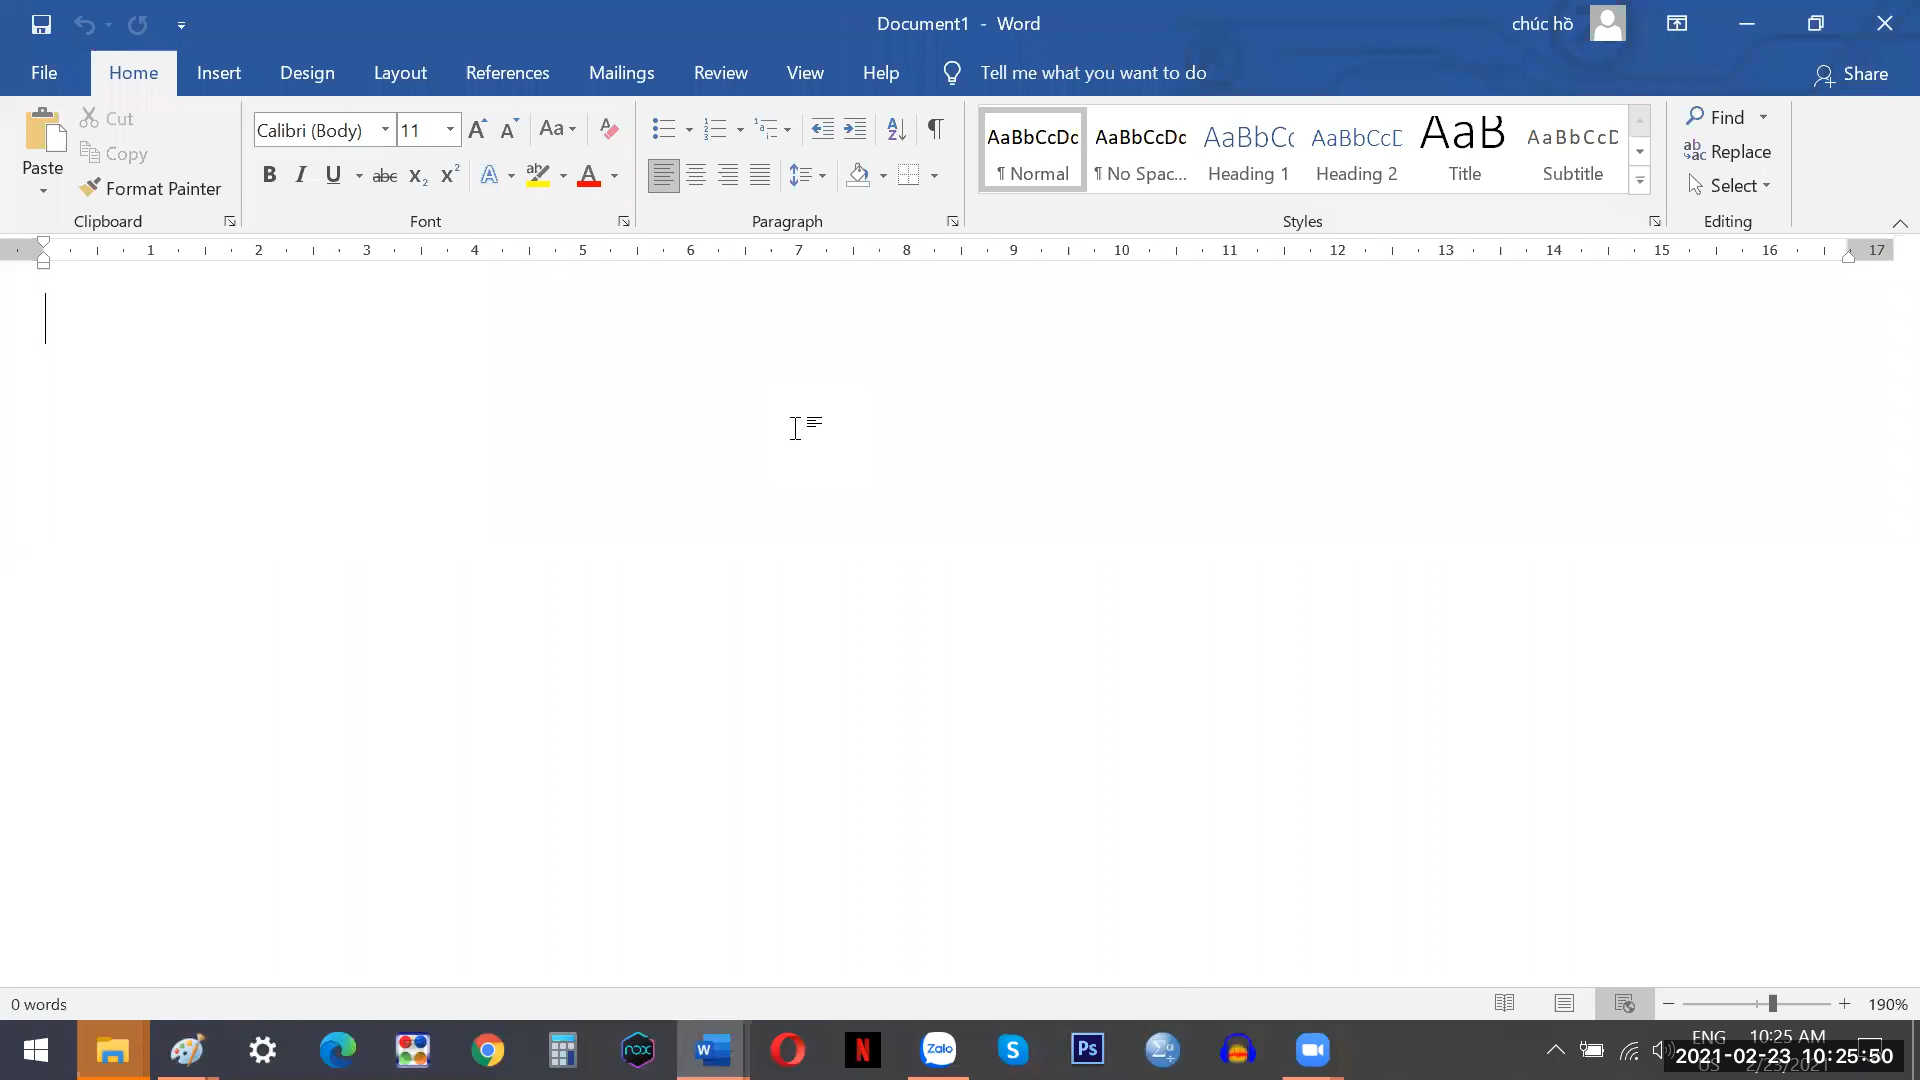 Document1 - Word
chúc hồ
File Home Insert Design Layout References Mailings Review View Help Tell me what you want to do
Share
Paste
Cut
Copy
Format Painter
Clipboard
Calibri (Body) 11
Font
Paragraph
AaBbCcDc AaBbCcDc AaBbCc AaBbCcD AaB AaBbCcD
¶ Normal ¶ No Spac... Heading 1 Heading 2 Title Subtitle
Styles
Find
Replace
Select
Editing
1 2 3 4 5 6 7 8 9 10 11 12 13 14 15 16 17
0 words
190%
nox
Zalo
Ps
ENG 10:25 AM
2021-02-23 10:25:50